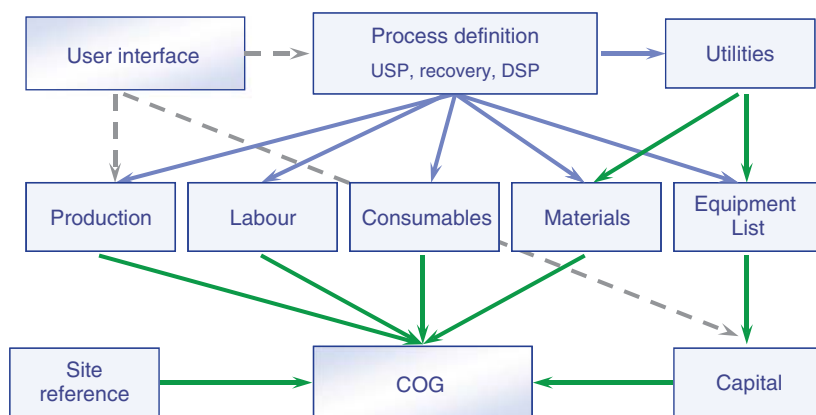 User interface
Process definition
USP, recovery, DSP
Utilities
Production
Labour
Consumables
Materials
Equipment
List
Site
reference
COG
Capital